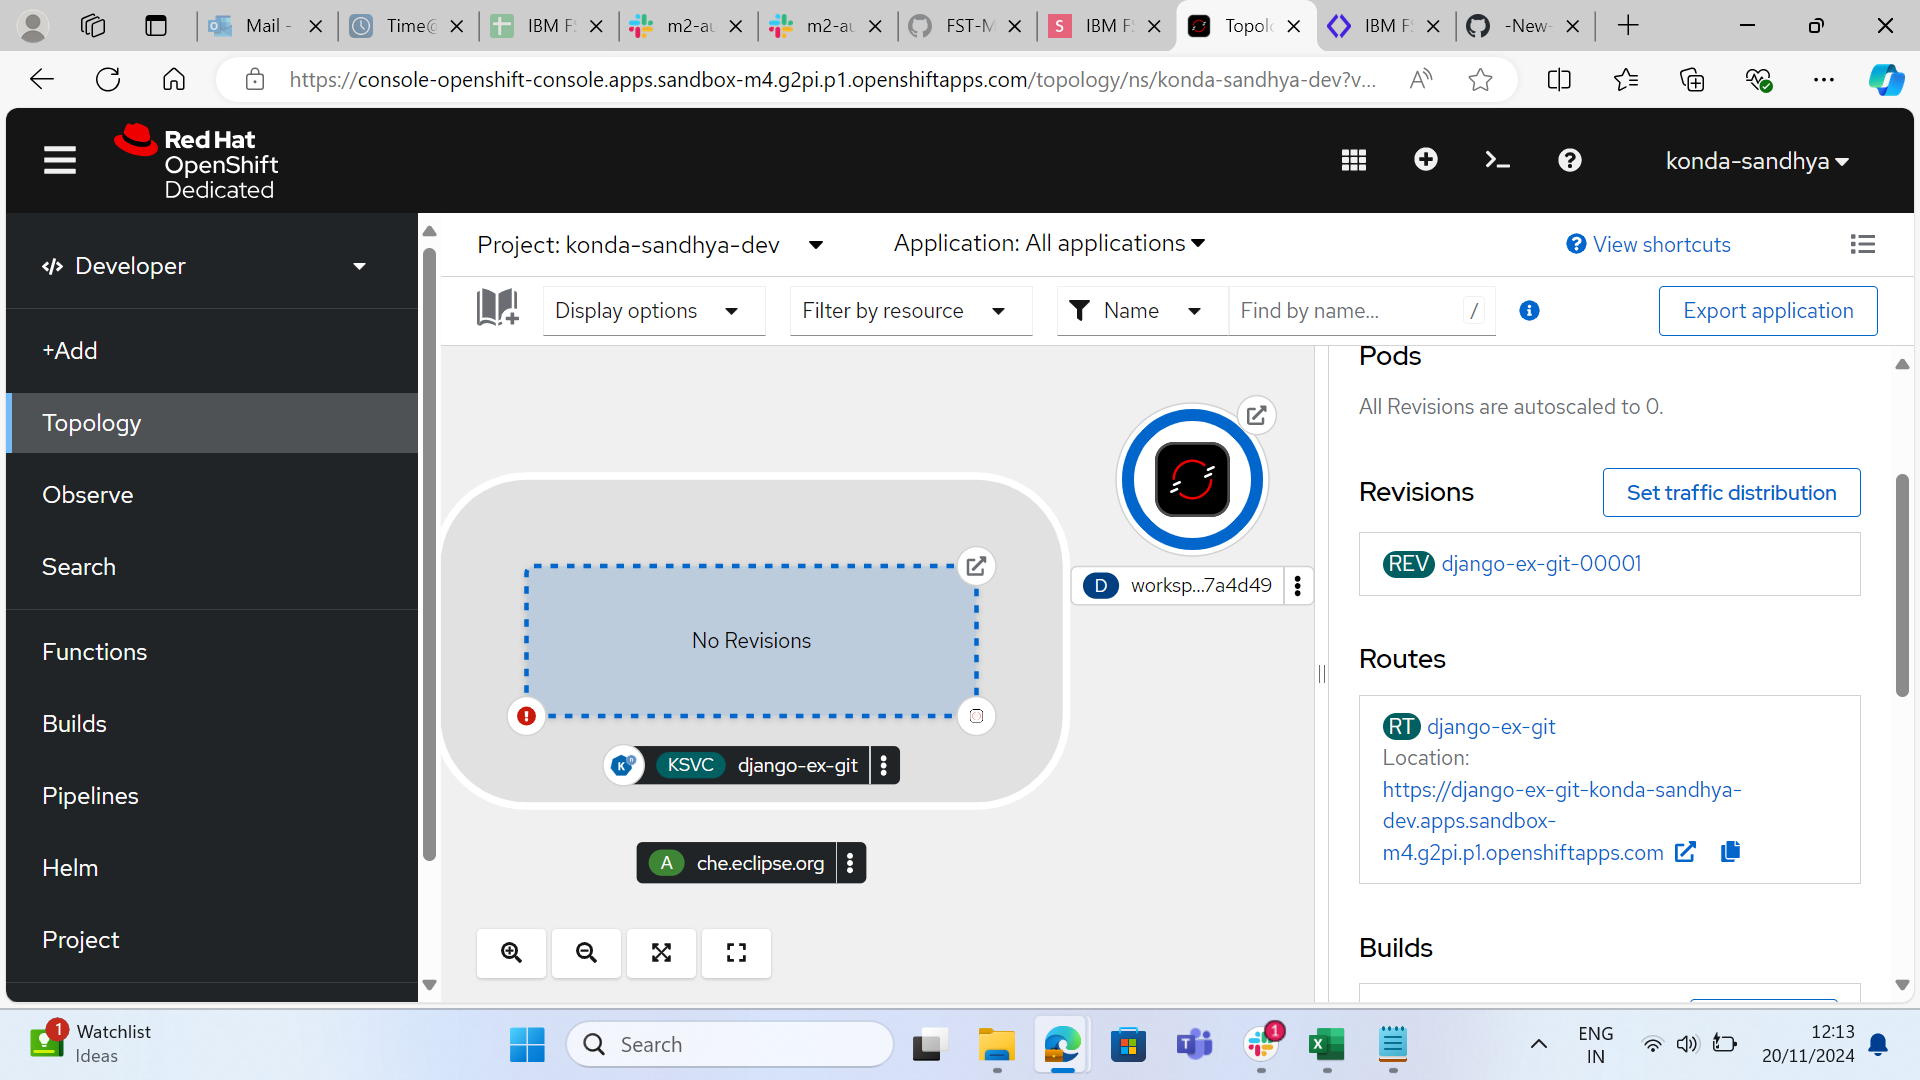 Mail -
Time@
IBM F
m2-au
m2-au
FST-M
S
IBM F
Topolo
IBM F
-New-
https://console-openshift-console.apps.sandbox-m4.g2pi.p1.openshiftapps.com/topology/ns/konda-sandhya-dev?v...
Red Hat
OpenShift
Dedicated
konda-sandhya
Developer
+Add
Topology
Observe
Search
Functions
Builds
Pipelines
Helm
Project
Project: konda-sandhya-dev
Application: All applications
View shortcuts
Display options
Filter by resource
Name
Find by name...
/
Export application
No Revisions
KSVC django-ex-git
A che.eclipse.org
D worksp...7a4d49
Pods
All Revisions are autoscaled to 0.
Revisions
Set traffic distribution
REV django-ex-git-00001
Routes
RT django-ex-git
Location:
https://django-ex-git-konda-sandhya-
dev.apps.sandbox-
m4.g2pi.p1.openshiftapps.com
Builds
1
Watchlist
Ideas
Search
1
ENG
IN
12:13
20/11/2024